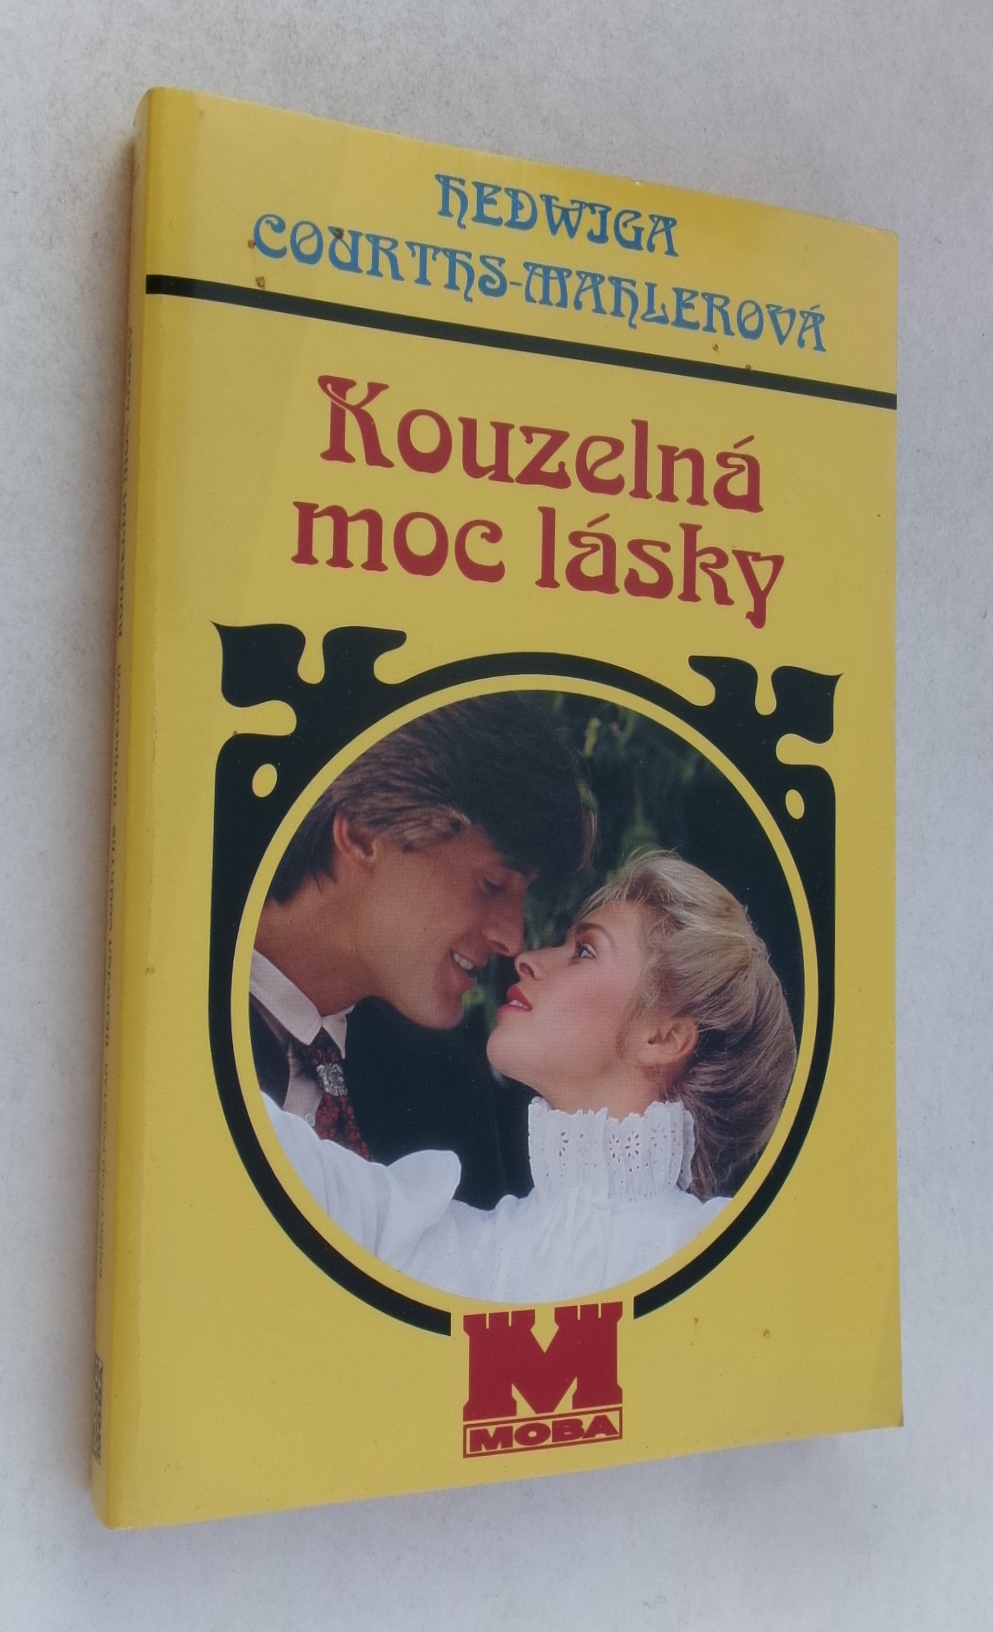 HEDWIGA
COURTHS-MAHLEROVÁ
Kouzelná
moc lásky
MOBA